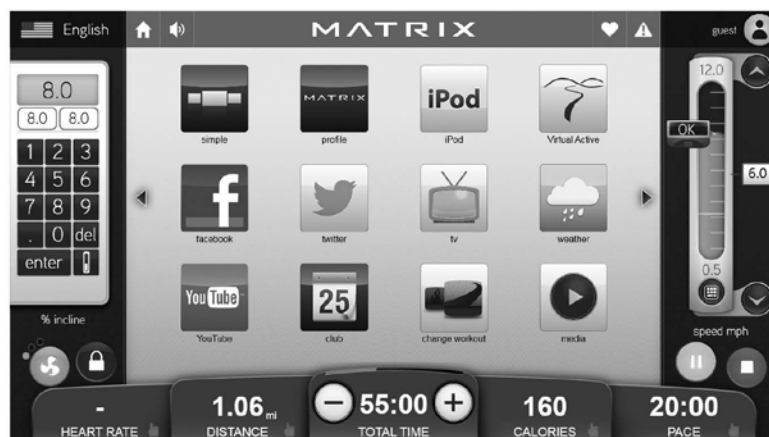 English
MATRIX
guest
8.0
8.0 8.0
1 2 3
4 5 6
7 8 9
. 0 del
enter
% incline
simple
MATRIX
profile
iPod
iPod
Virtual Active
f
facebook
twitter
tv
weather
You Tube
YouTube
25
club
change workout
media
12.0
OK
6.0
0.5
speed mph
-
HEART RATE
1.06 mi
DISTANCE
− 55:00 +
TOTAL TIME
160
CALORIES
20:00
PACE